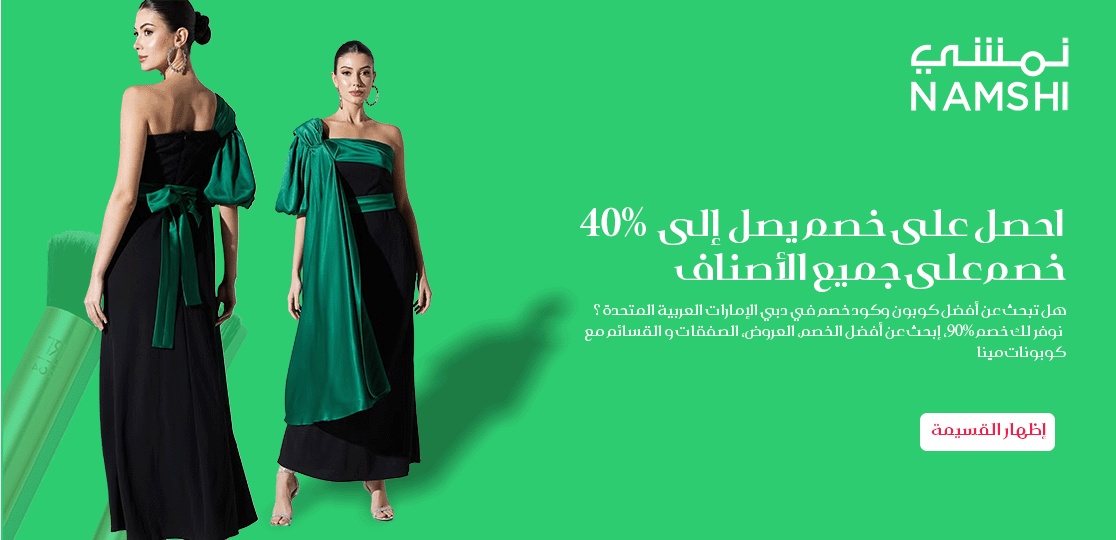 نمشي
NAMSHI
احصل على خصم يصل إلى 40%
خصم على جميع الأصناف
هل تبحث عن أفضل كوبون وكود خصم في دبي الإمارات العربية المتحدة ؟
نوفر لك خصم 90%، إبحث عن أفضل الخصم، العروض، الصفقات و القسائم مع
كوبونات مينا
إظهار القسيمة